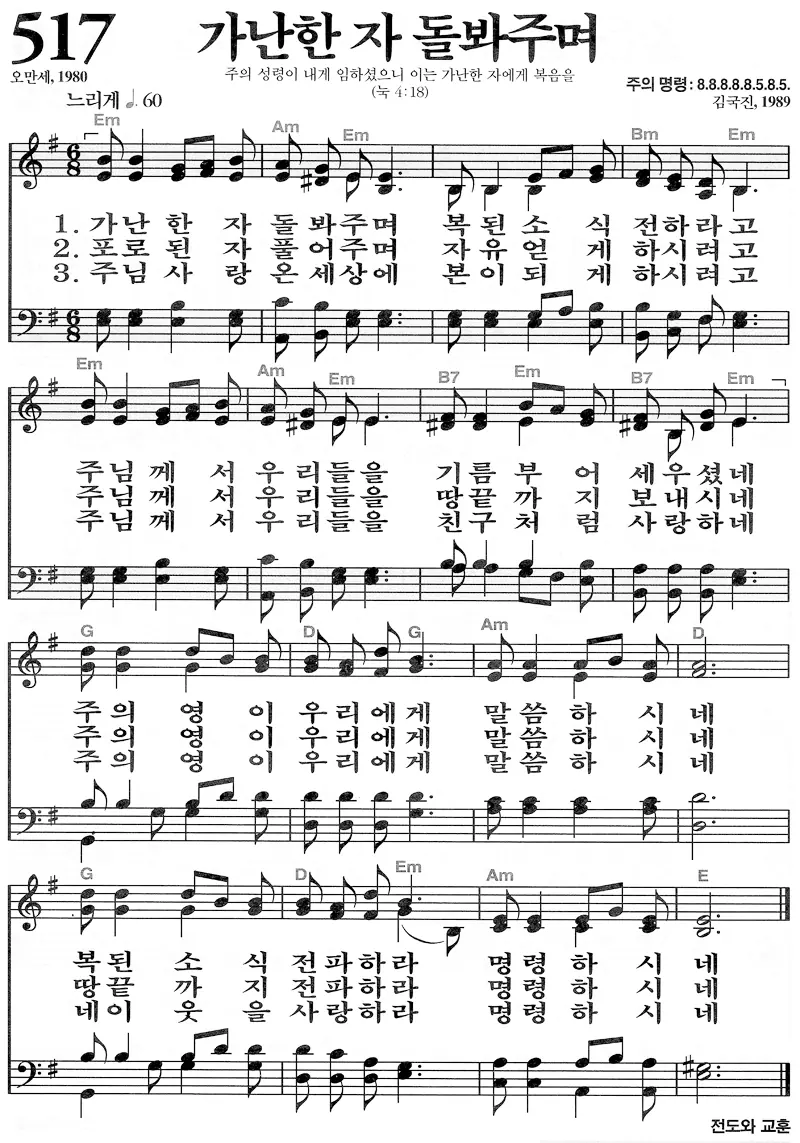 517 가난한 자 돌봐주며
오만세, 1980
주의 성령이 내게 임하셨으니 이는 가난한 자에게 복음을
(눅 4:18)
주의 명령: 8.8.8.8.8.5.8.5.
김국진, 1989
느리게 ♩. 60
Em Am Em Bm Em
6/8
1. 가난한 자 돌봐주며 복된소 식 전하라고
2. 포로된 자 풀어주며 자유얻 게 하시려고
3. 주님사 랑 온세상에 본이되 게 하시려고
6/8
Em Am Em B7 Em B7 Em
주님께 서 우리들을 기름부 어 세우셨네
주님께 서 우리들을 땅끝까 지 보내시네
주님께 서 우리들을 친구처 럼 사랑하네
G D G Am D
주의 영 이 우리에게 말씀하 시 네
주의 영 이 우리에게 말씀하 시 네
주의 영 이 우리에게 말씀하 시 네
G D Em Am E
복된 소 식 전파하라 명령하 시 네
땅끝 까 지 전파하라 명령하 시 네
네이 웃 을 사랑하라 명령하 시 네
전도와 교훈